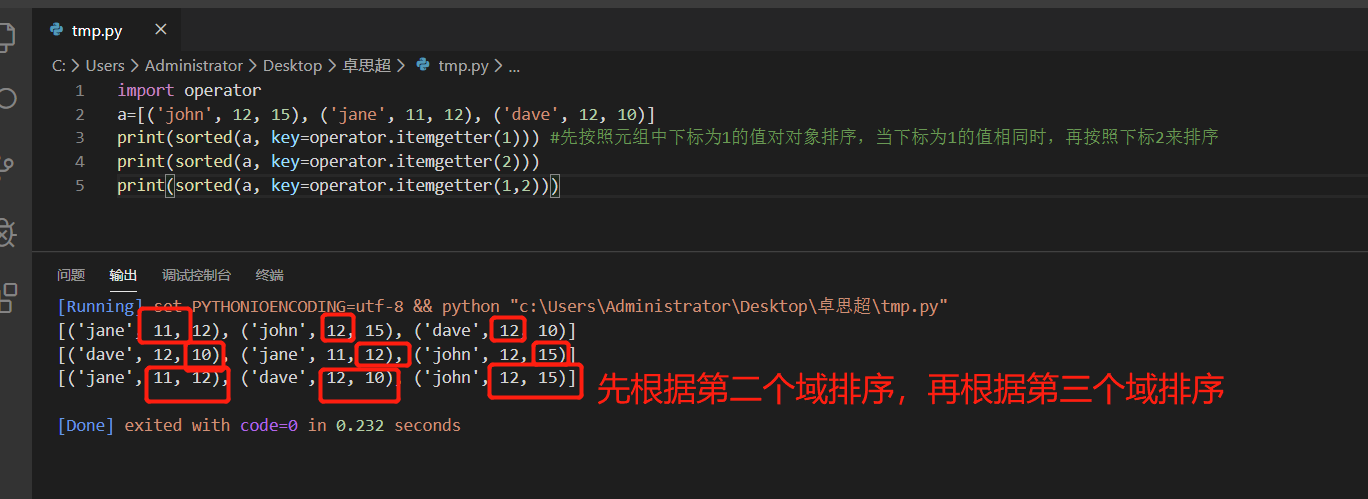 tmp.py ×
C: > Users > Administrator > Desktop > 卓思超 > tmp.py > ...
1 import operator
2 a=[('john', 12, 15), ('jane', 11, 12), ('dave', 12, 10)]
3 print(sorted(a, key=operator.itemgetter(1))) #先按照元组中下标为1的值对对象排序，当下标为1的值相同时，再按照下标2来排序
4 print(sorted(a, key=operator.itemgetter(2)))
5 print(sorted(a, key=operator.itemgetter(1,2)))
问题 输出 调试控制台 终端
[Running] set PYTHONIOENCODING=utf-8 && python "c:\Users\Administrator\Desktop\卓思超\tmp.py"
[('jane', 11, 12), ('john', 12, 15), ('dave', 12, 10)]
[('dave', 12, 10), ('jane', 11, 12), ('john', 12, 15)]
[('jane', 11, 12), ('dave', 12, 10), ('john', 12, 15)]
先根据第二个域排序，再根据第三个域排序
[Done] exited with code=0 in 0.232 seconds